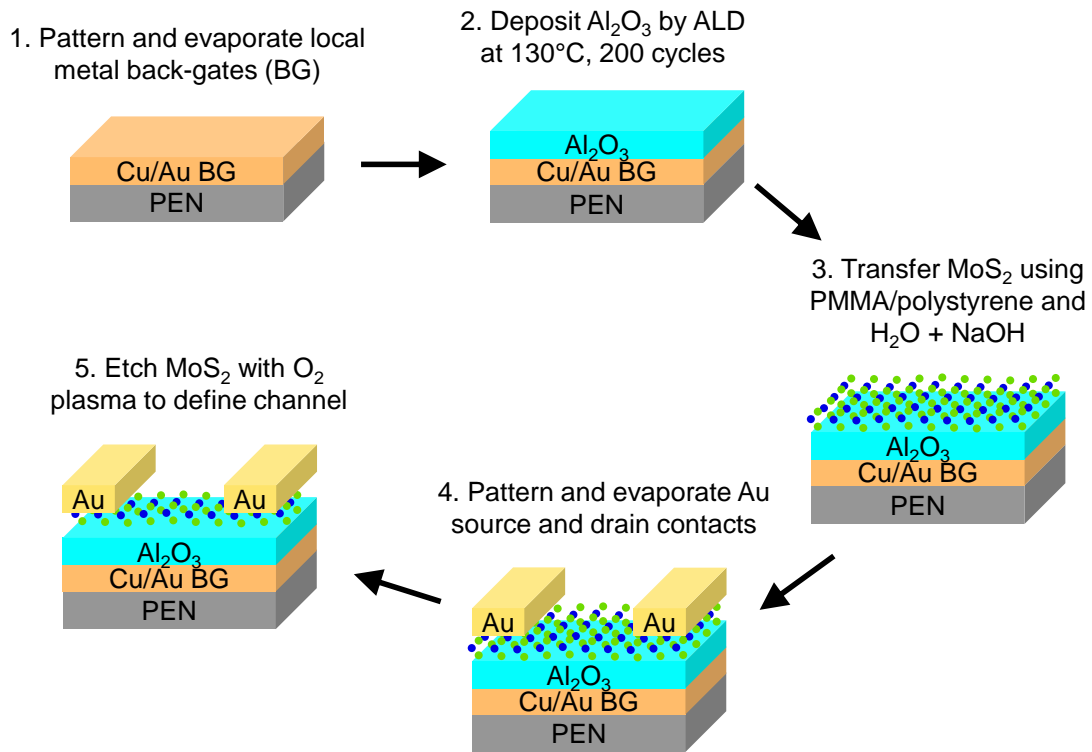 1. Pattern and evaporate local
metal back-gates (BG)
Cu/Au BG
PEN
2. Deposit Al₂O₃ by ALD
at 130°C, 200 cycles
Al₂O₃
Cu/Au BG
PEN
3. Transfer MoS₂ using
PMMA/polystyrene and
H₂O + NaOH
Al₂O₃
Cu/Au BG
PEN
4. Pattern and evaporate Au
source and drain contacts
Au Au
Al₂O₃
Cu/Au BG
PEN
5. Etch MoS₂ with O₂
plasma to define channel
Au Au
Al₂O₃
Cu/Au BG
PEN